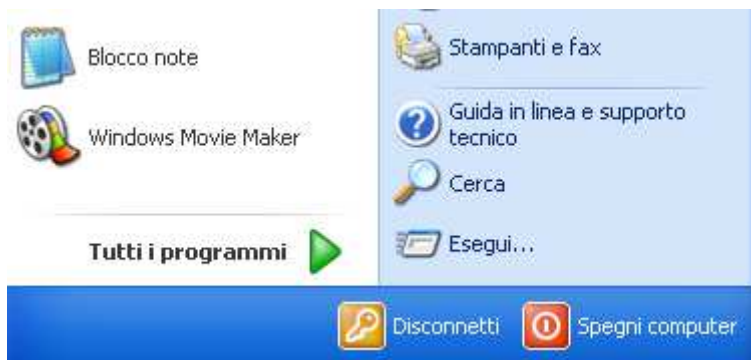 Blocco note
Windows Movie Maker
Tutti i programmi
Stampanti e fax
Guida in linea e supporto
tecnico
Cerca
Esegui...
Disconnetti
Spegni computer